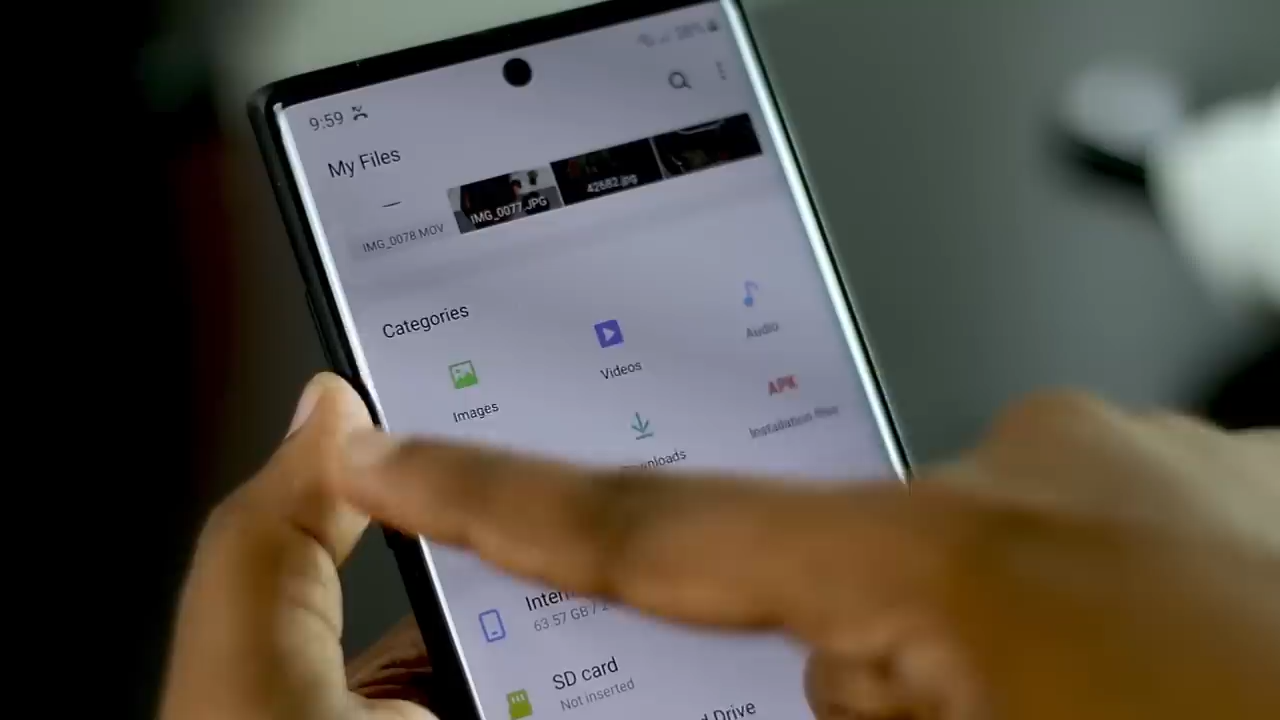 9:59
My Files
IMG_0078.MOV
IMG_0077.JPG
42682.jpg
Categories
Images
Videos
Audio
APK
Installation files
63.57 GB /
SD card
Not inserted
Drive